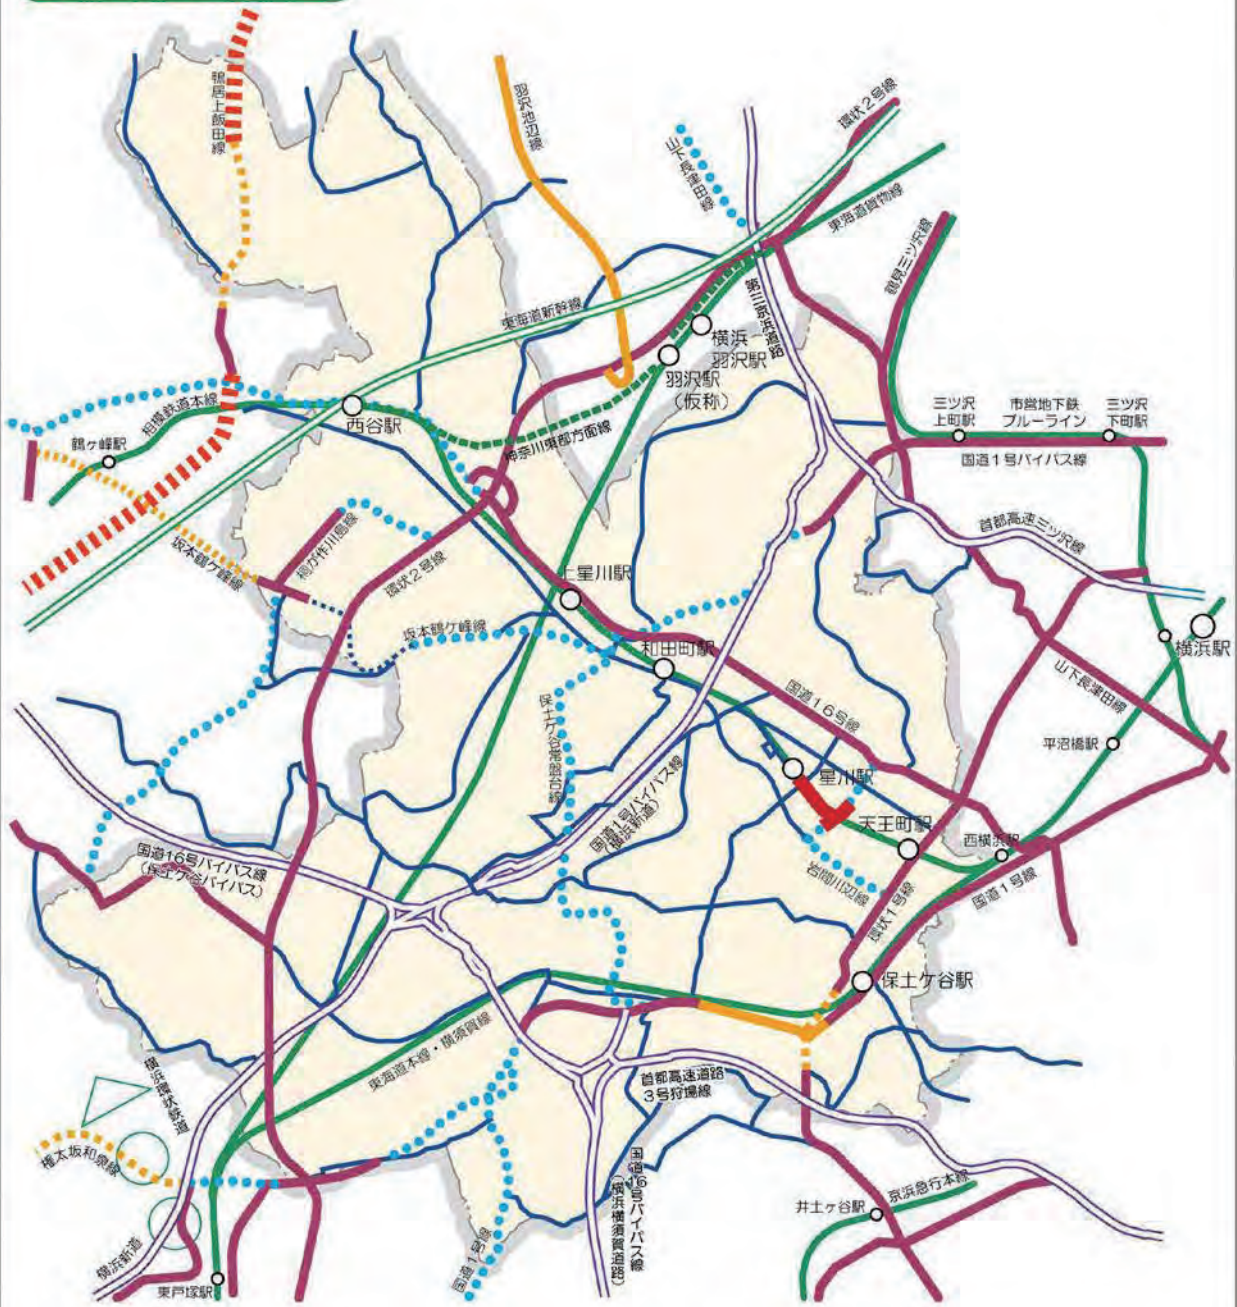 鴨居上飯田線
羽沢池辺線
環状2号線
山下長津田線
東海道貨物線
鶴見三ツ沢線
第三京浜道路
東海道新幹線
横浜
羽沢駅
羽沢駅
(仮称)
西谷駅
相模鉄道本線
鶴ヶ峰駅
神奈川東部方面線
三ツ沢
上町駅
市営地下鉄
ブルーライン
三ツ沢
下町駅
国道1号バイパス線
首都高速三ツ沢線
坂本鶴ケ峰線
桐が作川島線
環状2号線
上星川駅
坂本鶴ケ峰線
和田町駅
横浜駅
山下長津田線
保土ケ谷常盤台線
国道16号線
平沼橋駅
国道1号バイパス線
(横浜新道)
星川駅
天王町駅
西横浜駅
国道16号バイパス線
(保土ケ谷バイパス)
岩間川辺線
環状1号線
国道1号線
保土ケ谷駅
東海道本線・横須賀線
首都高速道路
3号狩場線
横浜環状鉄道
権太坂和泉線
国道16号バイパス線
(横浜横須賀道路)
京浜急行本線
井土ヶ谷駅
横浜新道
国道1号線
東戸塚駅